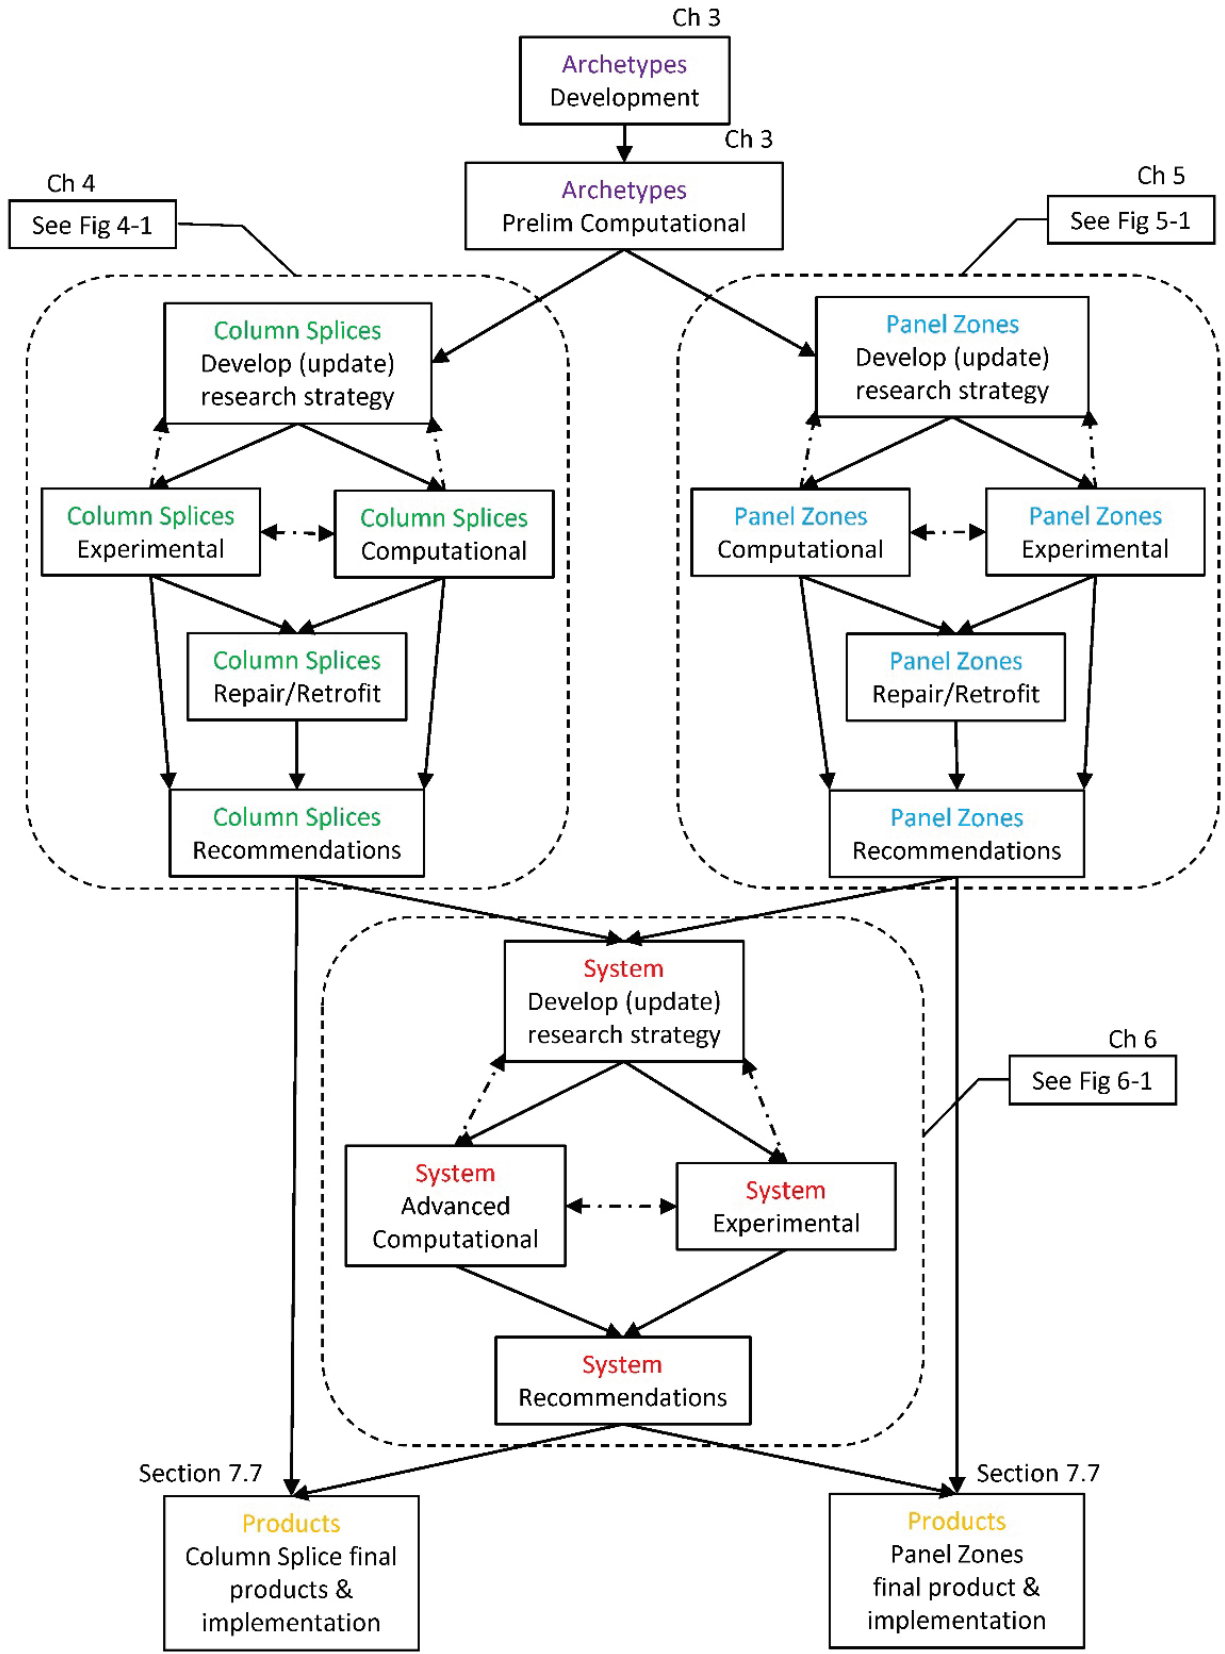 Ch 3
Archetypes
Development
Ch 3
Archetypes
Prelim Computational
Ch 4
See Fig 4-1
Ch 5
See Fig 5-1
Column Splices
Develop (update)
research strategy
Panel Zones
Develop (update)
research strategy
Column Splices
Experimental
Column Splices
Computational
Panel Zones
Computational
Panel Zones
Experimental
Column Splices
Repair/Retrofit
Panel Zones
Repair/Retrofit
Column Splices
Recommendations
Panel Zones
Recommendations
System
Develop (update)
research strategy
Ch 6
See Fig 6-1
System
Advanced
Computational
System
Experimental
System
Recommendations
Section 7.7
Products
Column Splice final
products &
implementation
Section 7.7
Products
Panel Zones
final product &
implementation